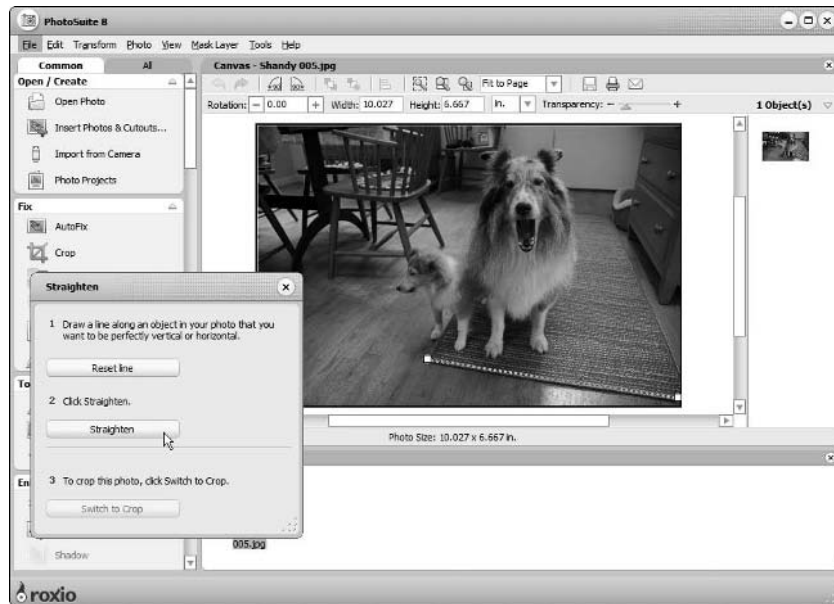 PhotoSuite 8
File Edit Transform Photo View Mask Layer Tools Help
Common All
Open / Create
Open Photo
Insert Photos & Cutouts...
Import from Camera
Photo Projects
Fix
AutoFix
Crop
Canvas - Shandy 005.jpg
Fit to Page
Rotation: 0.00 Width: 10.027 Height: 6.667 in. Transparency:
1 Object(s)
Straighten
1 Draw a line along an object in your photo that you
want to be perfectly vertical or horizontal.
Reset line
2 Click Straighten.
Straighten
3 To crop this photo, click Switch to Crop.
Switch to Crop
To
En
Shadow
Photo Size: 10.027 x 6.667 in.
005.jpg
roxio